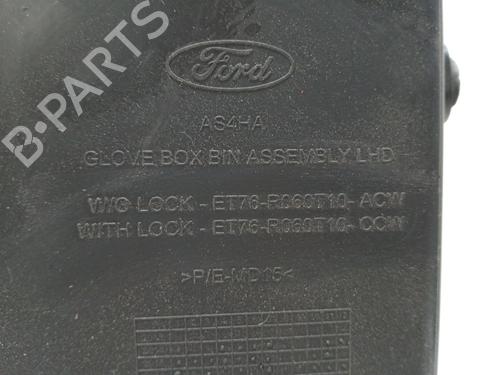 Ford
AS4HA
GLOVE BOX BIN ASSEMBLY LHD
W/O LOCK - ET76-R060T10- ACW
WITH LOCK - ET76-R060T10- CCW
>P/E-MD15<
B-PARTS